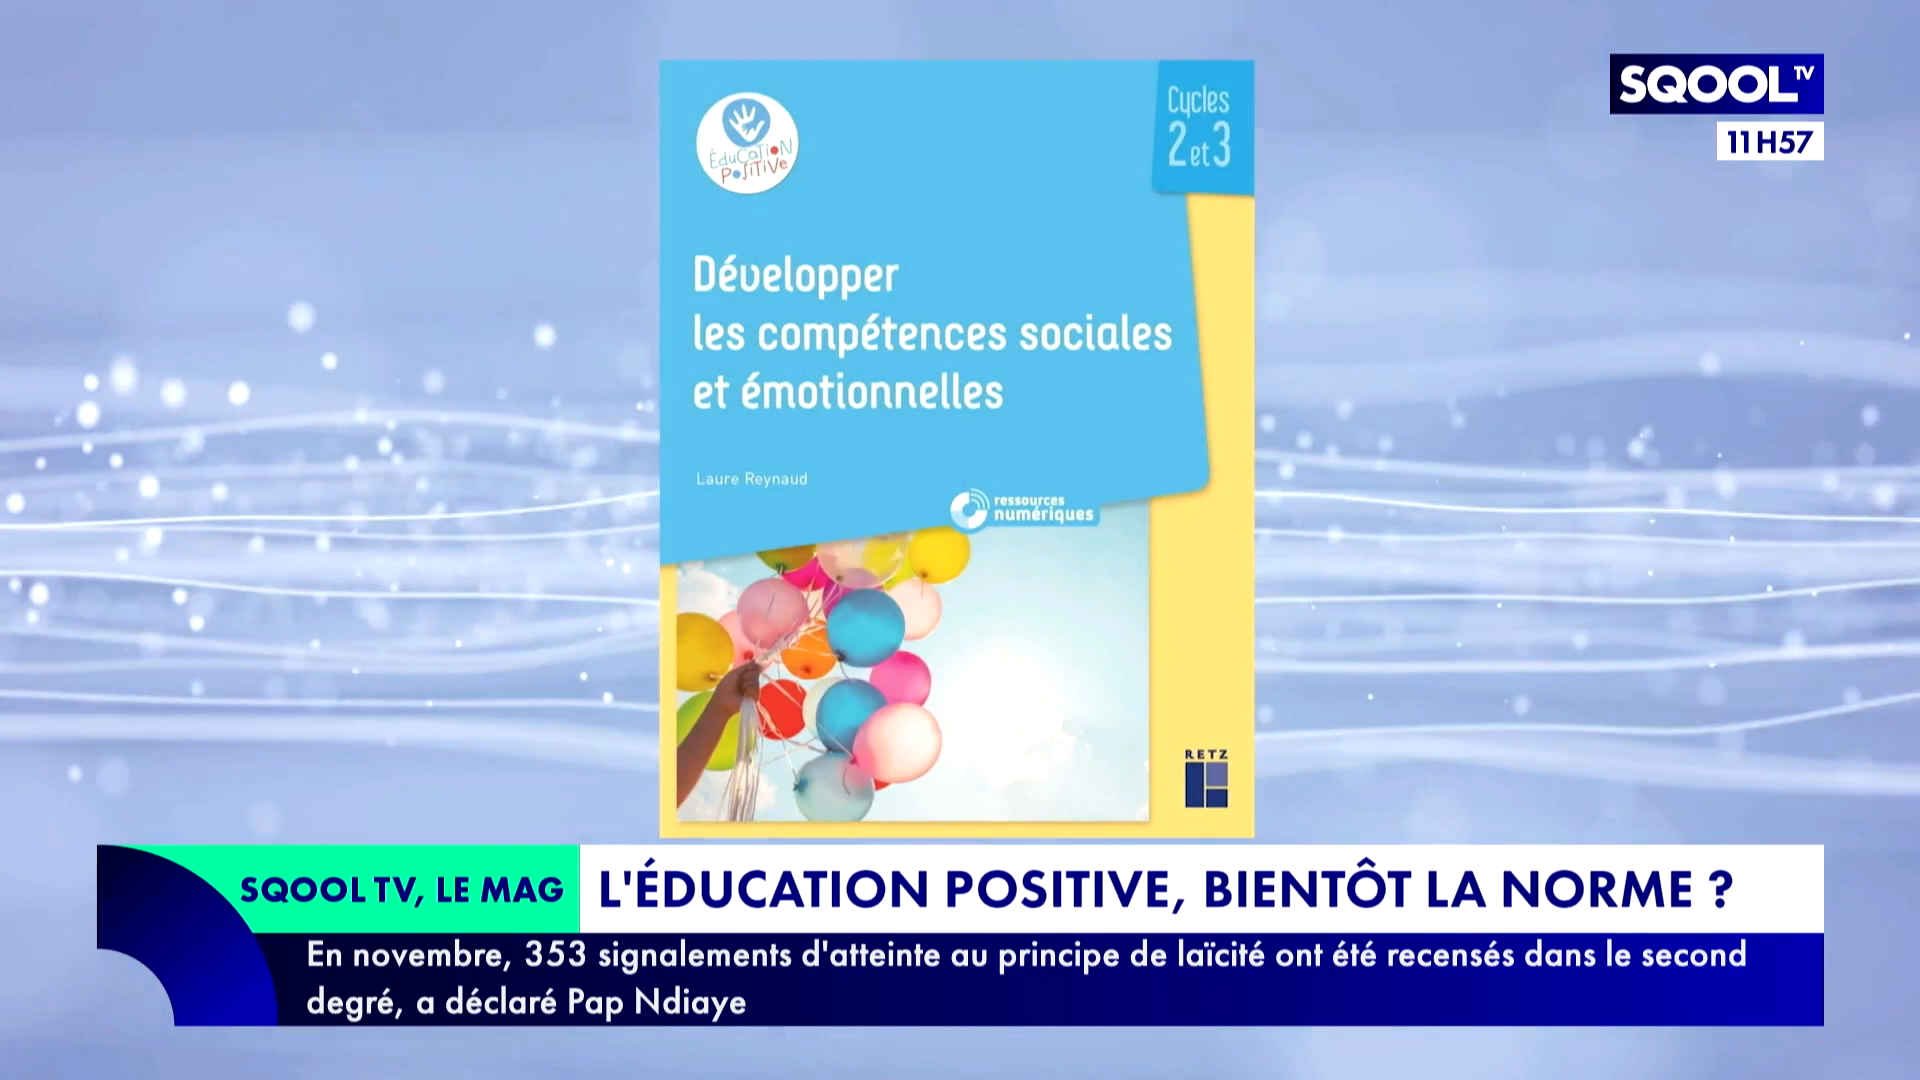 SQOOL TV
11H57
Cycles
2 et 3
Éducation
Positive
Développer
les compétences sociales
et émotionnelles
Laure Reynaud
ressources
numériques
RETZ
SQOOL TV, LE MAG
L'ÉDUCATION POSITIVE, BIENTÔT LA NORME ?
En novembre, 353 signalements d'atteinte au principe de laïcité ont été recensés dans le second
degré, a déclaré Pap Ndiaye